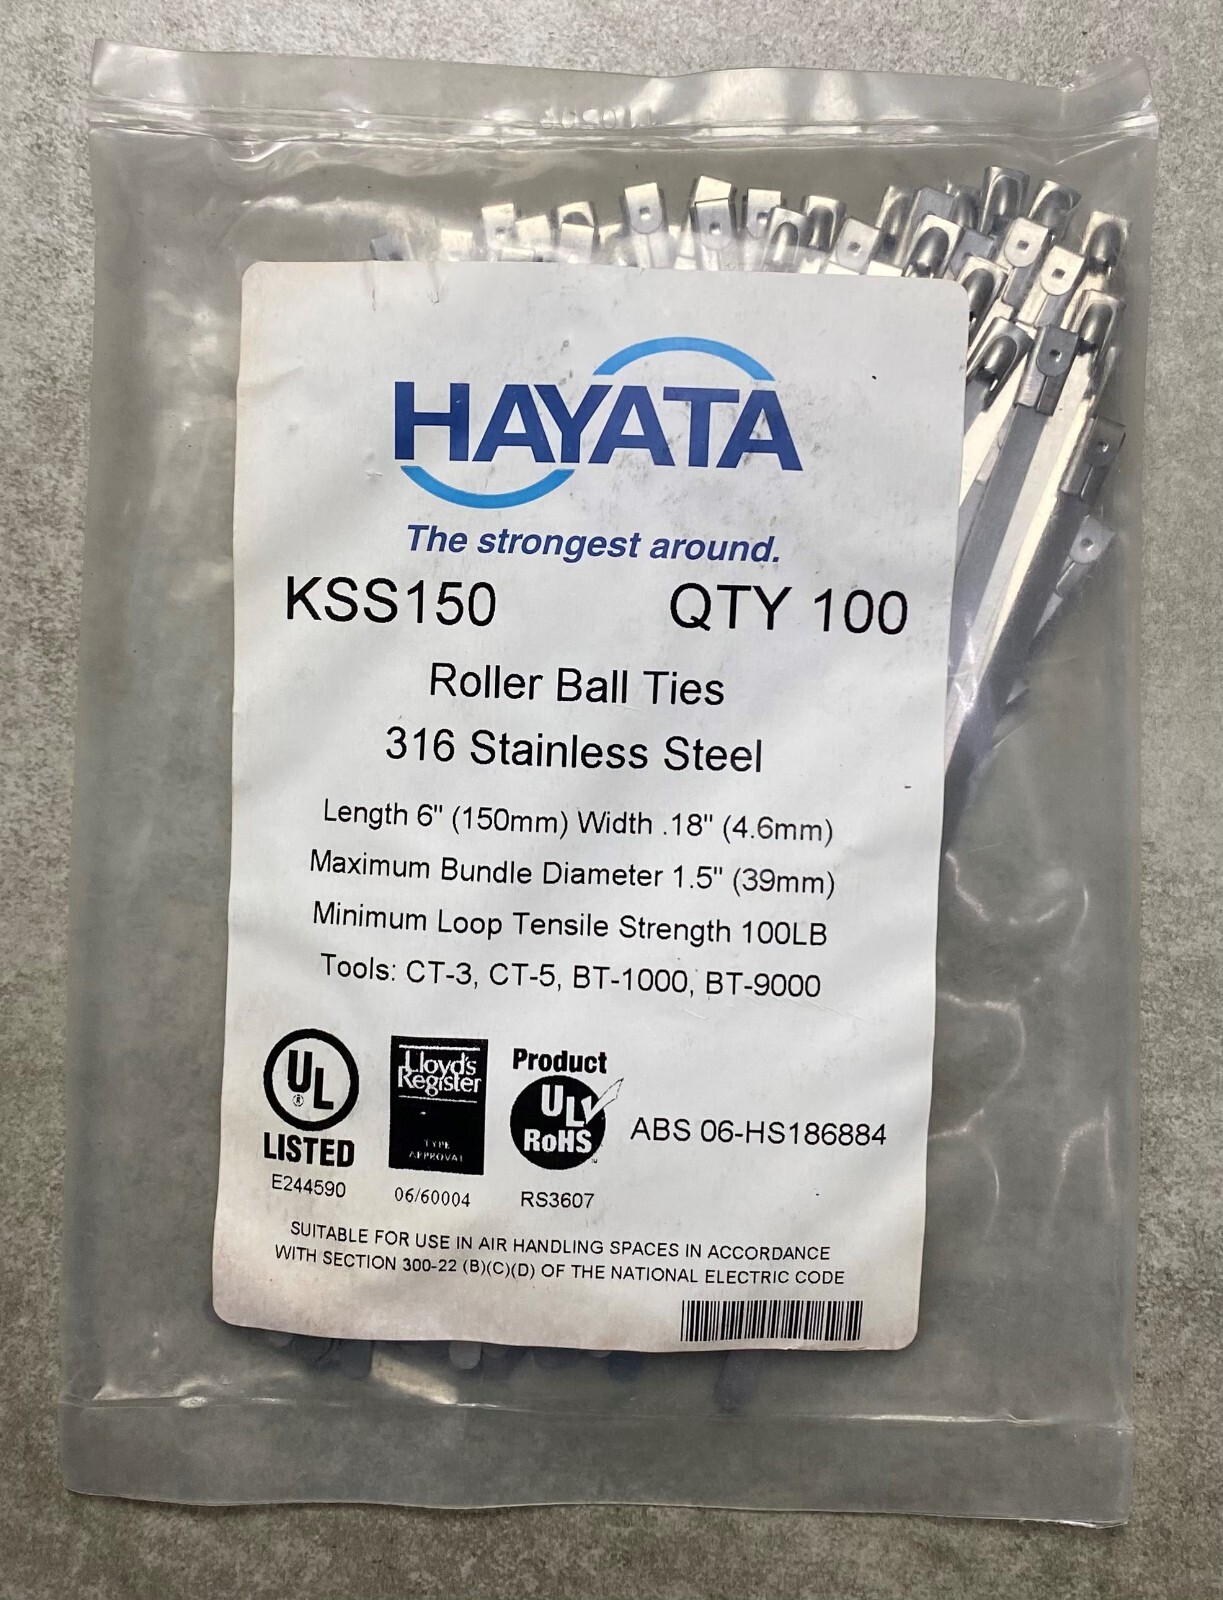 HAYATA
The strongest around.
KSS150 QTY 100
Roller Ball Ties
316 Stainless Steel
Length 6" (150mm) Width .18" (4.6mm)
Maximum Bundle Diameter 1.5" (39mm)
Minimum Loop Tensile Strength 100LB
Tools: CT-3, CT-5, BT-1000, BT-9000
UL
®
LISTED
E244590
Lloyd's
Register
TYPE
APPROVAL
06/60004
Product
UL
RoHS
™
RS3607
ABS 06-HS186884
SUITABLE FOR USE IN AIR HANDLING SPACES IN ACCORDANCE
WITH SECTION 300-22 (B)(C)(D) OF THE NATIONAL ELECTRIC CODE